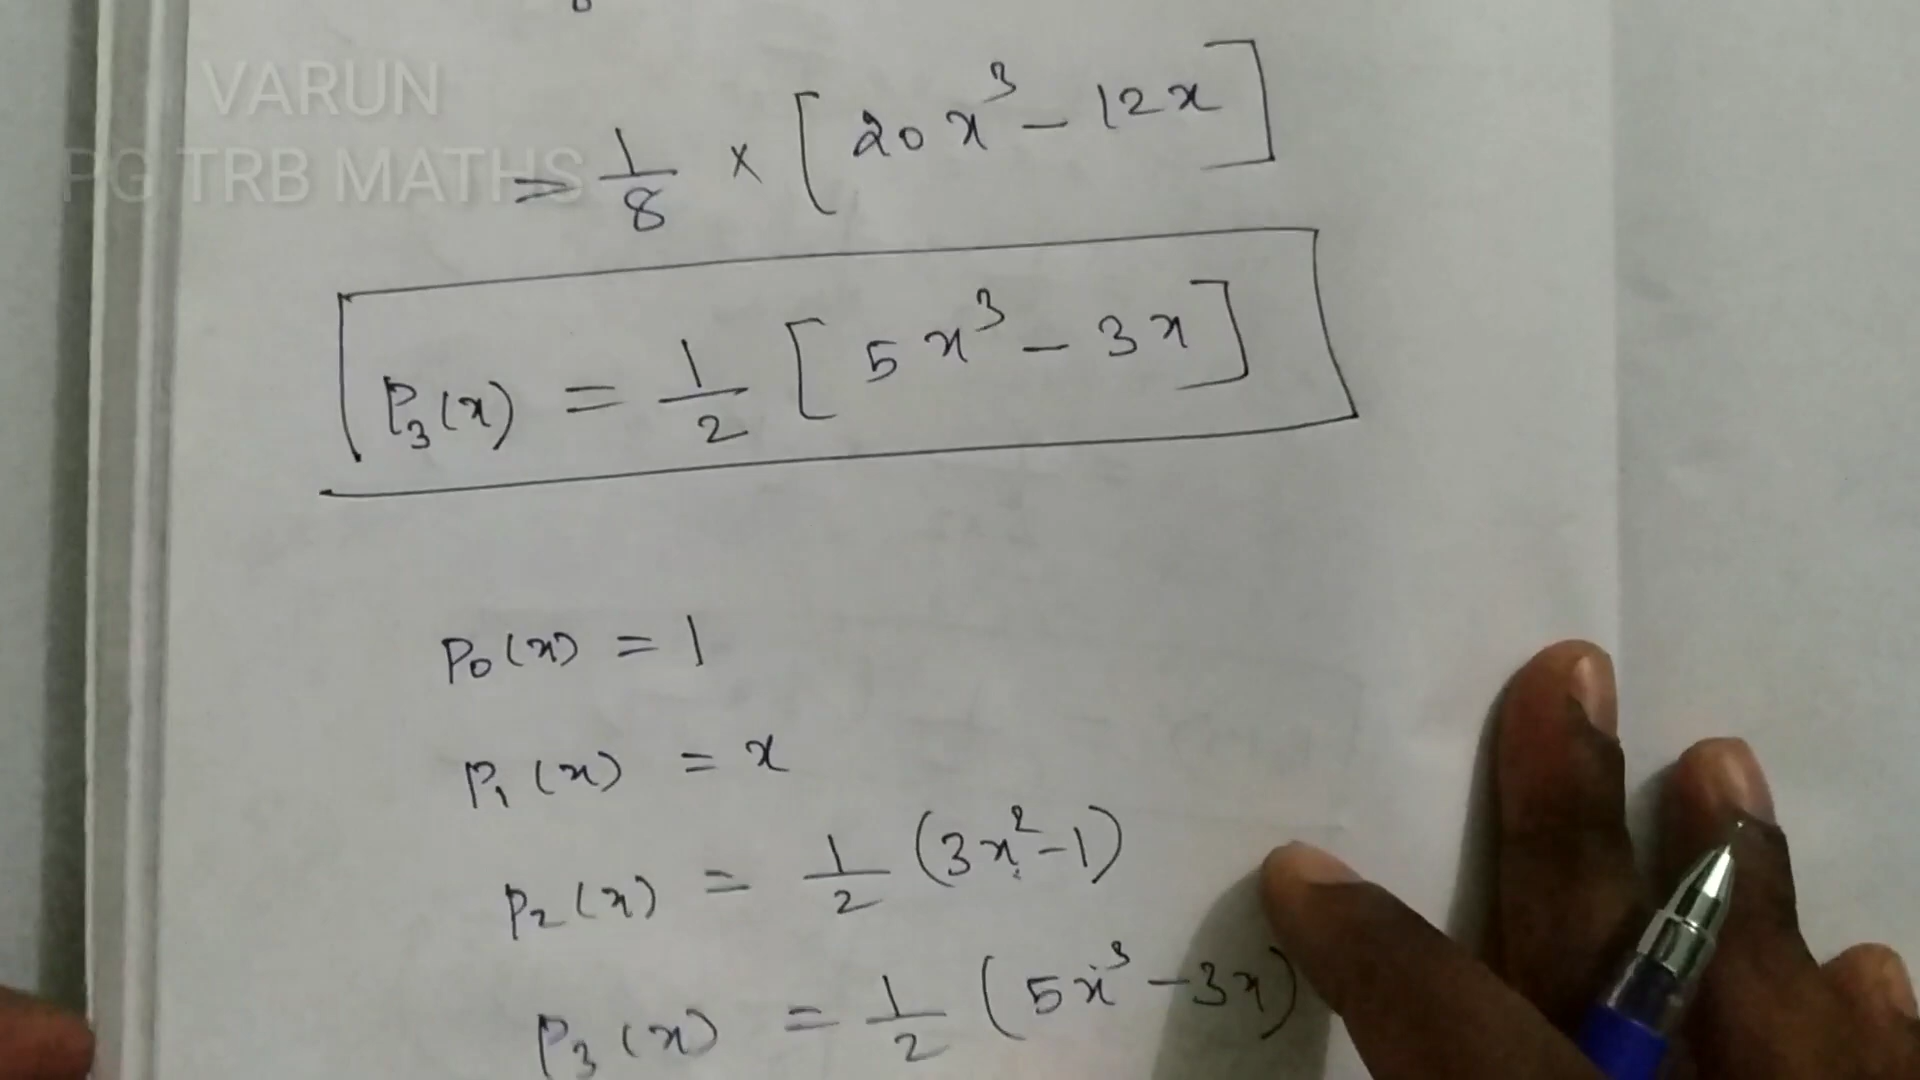 VARUN
PG TRB MATHS
⇒ 1/8 × [20x³ − 12x]
P₃(x) = 1/2 [5x³ − 3x]
P₀(x) = 1
P₁(x) = x
P₂(x) = 1/2 (3x² − 1)
P₃(x) = 1/2 (5x³ − 3x)